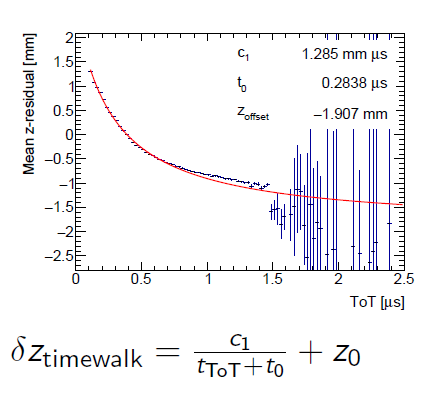 Mean z-residual [mm]
2
1.5
1
0.5
0
−0.5
−1
−1.5
−2
−2.5
c1 1.285 mm μs
t0 0.2838 μs
zoffset −1.907 mm
0 0.5 1 1.5 2 2.5
ToT [μs]
δz_timewalk = c1 / (t_ToT + t0) + z0